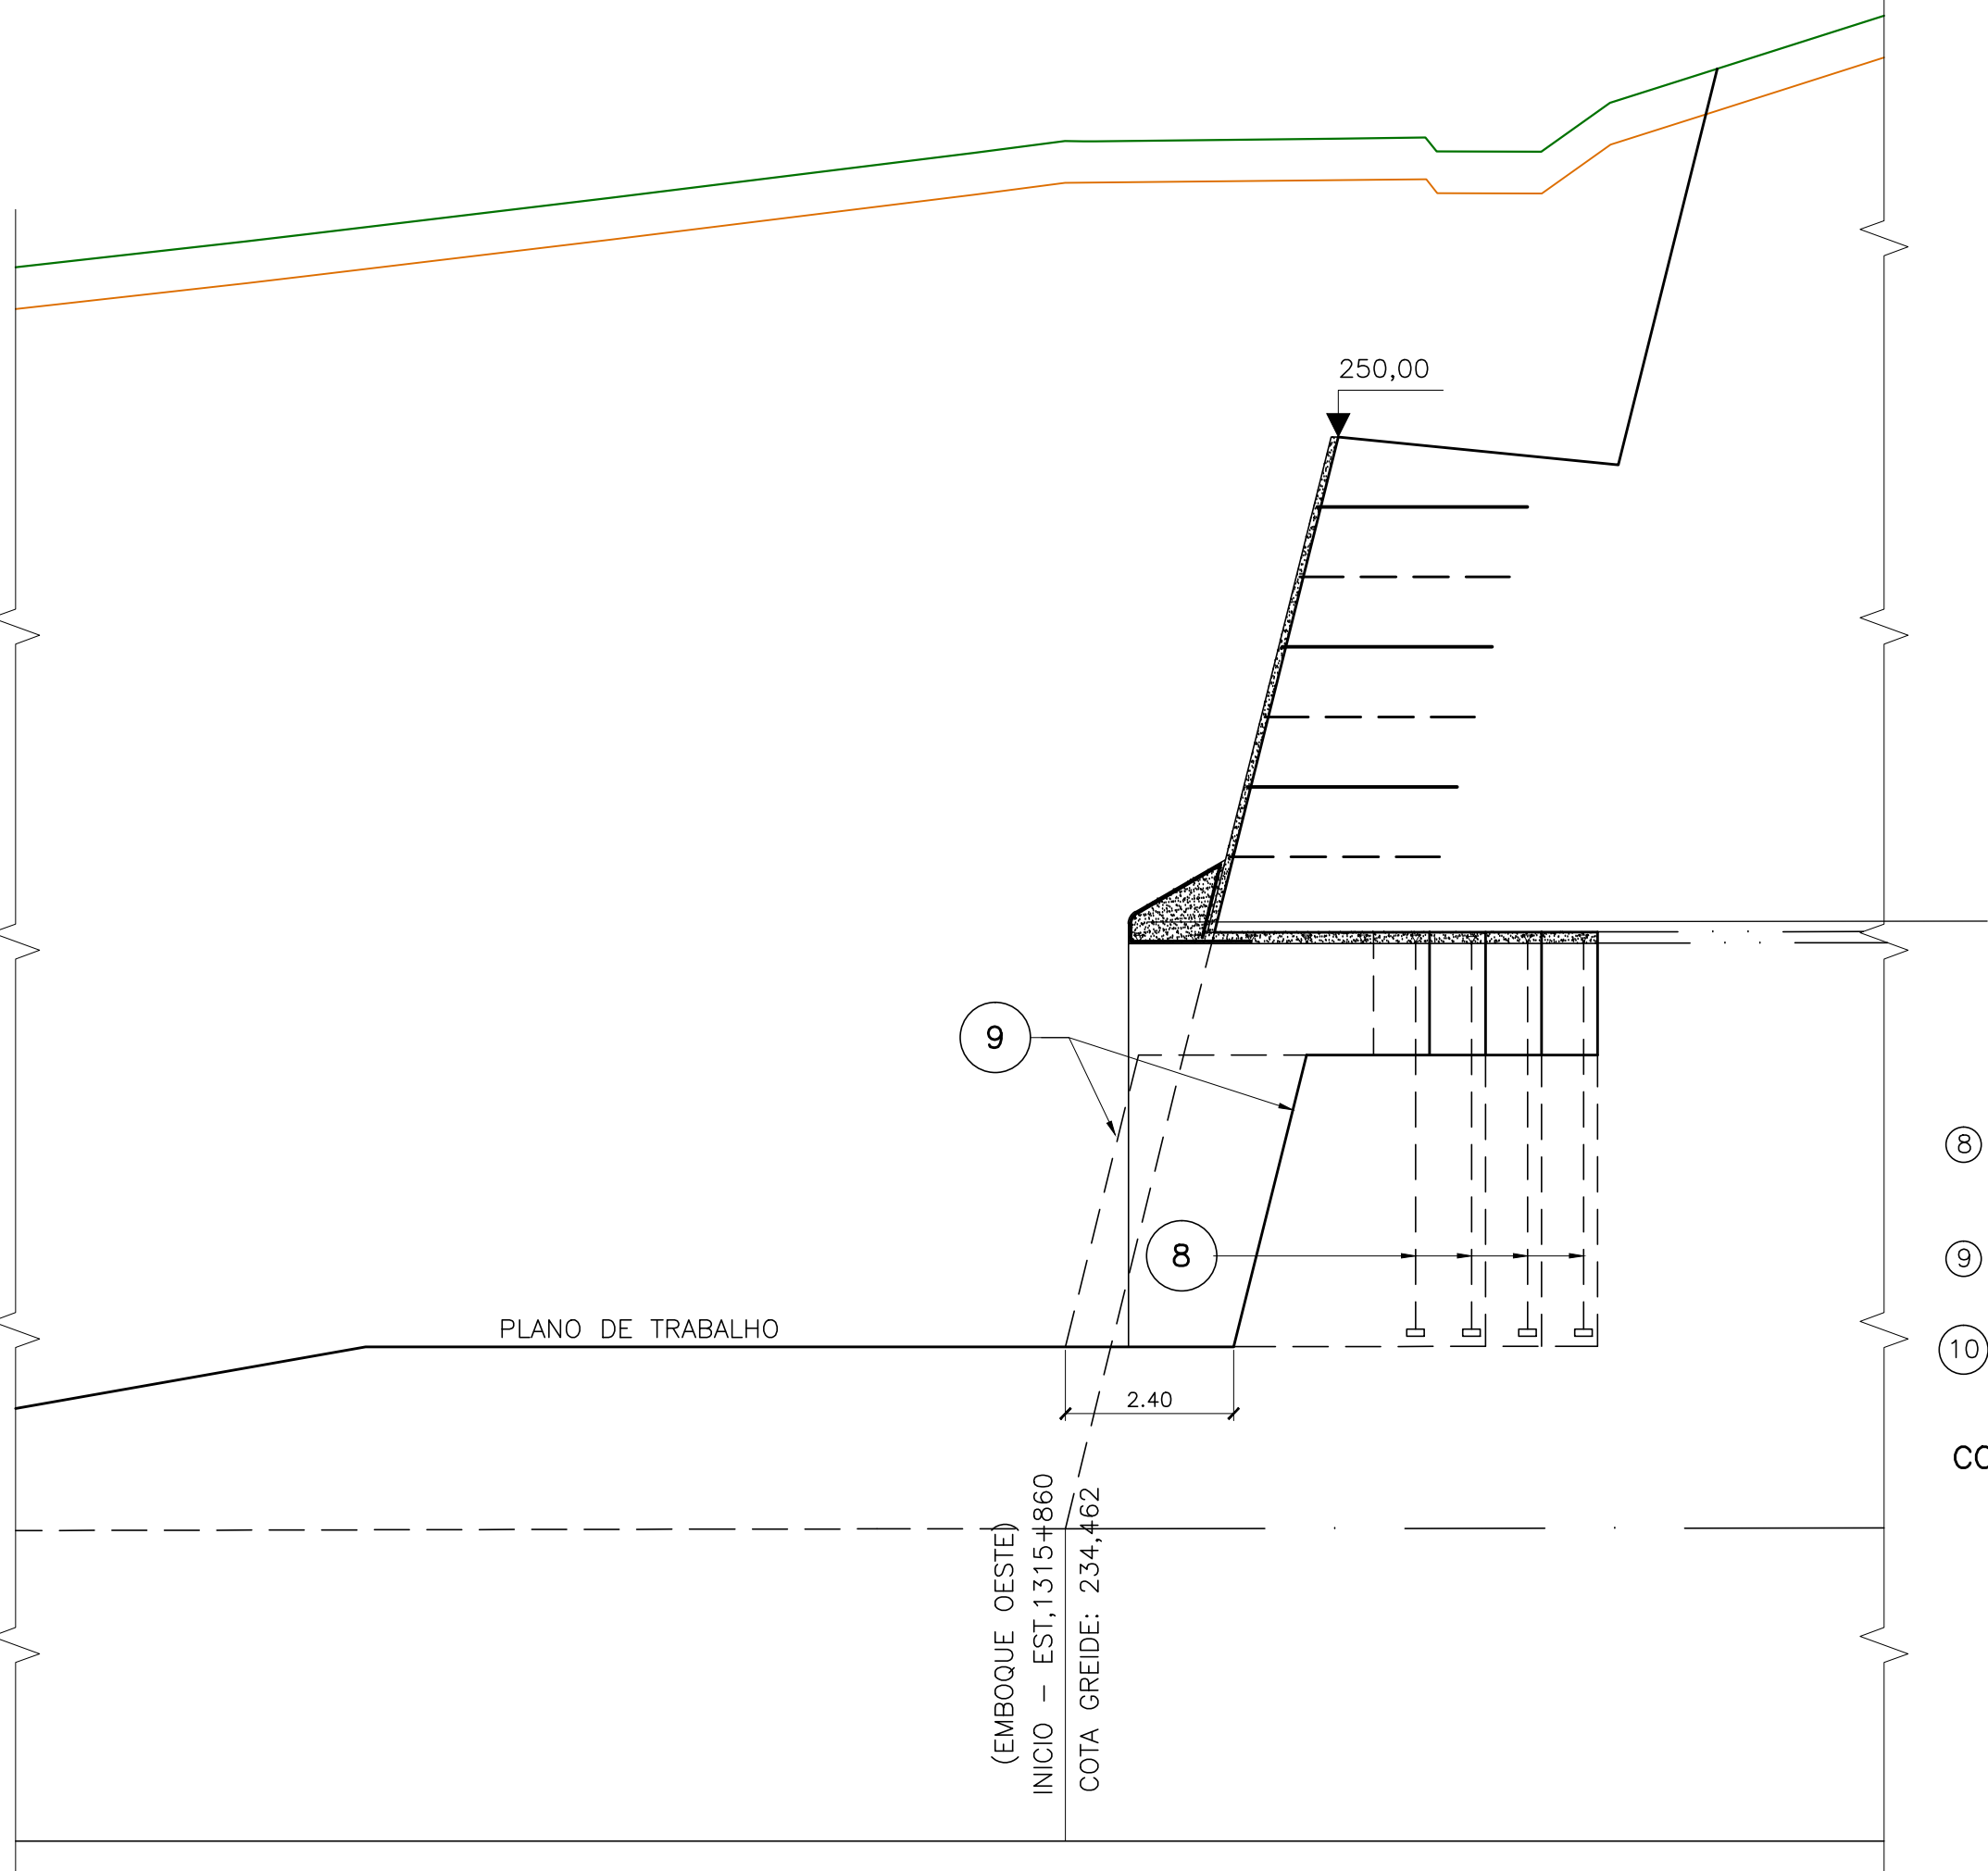 250,00
9
8
8
9
PLANO DE TRABALHO
10
2.40
CO
(EMBOQUE OESTE)
INICIO - EST,1315+860
COTA GREIDE: 234,462